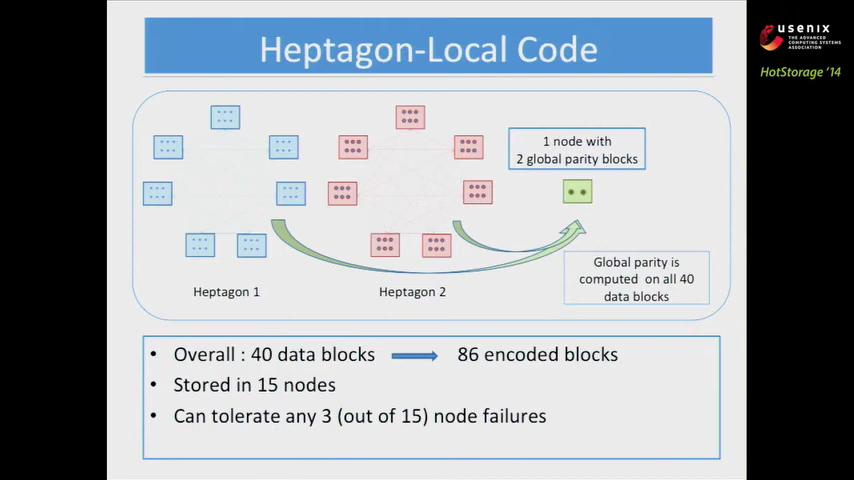 Heptagon-Local Code
usenix
THE ADVANCED
COMPUTING SYSTEMS
ASSOCIATION
HotStorage '14
1 node with
2 global parity blocks
Global parity is
computed on all 40
data blocks
Heptagon 1
Heptagon 2
• Overall : 40 data blocks 86 encoded blocks
• Stored in 15 nodes
• Can tolerate any 3 (out of 15) node failures